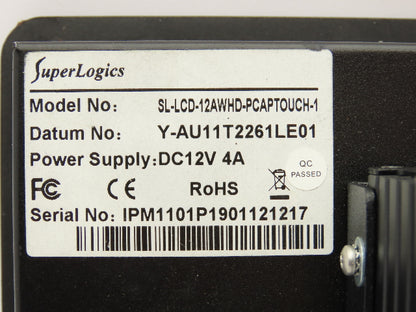 SuperLogics
Model No: SL-LCD-12AWHD-PCAPTOUCH-1
Datum No: Y-AU11T2261LE01
Power Supply:DC12V 4A
QC
PASSED
FC CE RoHS
Serial No: IPM1101P1901121217